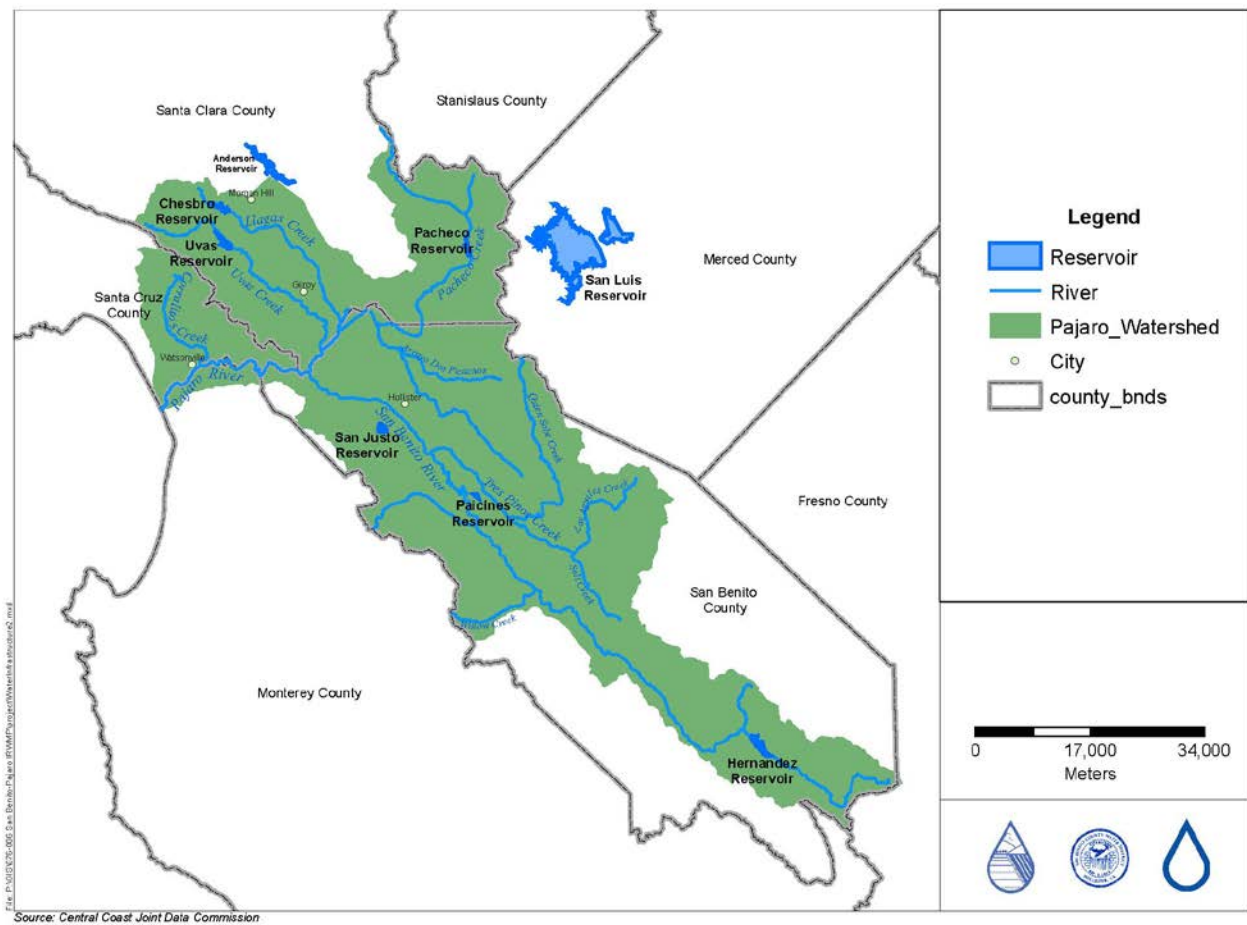 Santa Clara County
Stanislaus County
Anderson
Reservoir
Morgan Hill
Chesbro
Reservoir
Llagas Creek
Uvas
Reservoir
Pacheco
Reservoir
Pacheco Creek
San Luis
Reservoir
Merced County
Uvas Creek
Gilroy
Santa Cruz
County
Corralitos Creek
Watsonville
Pajaro River
Arroyo Dos Picachos
Hollister
Quien Sabe Creek
San Justo
Reservoir
San Benito River
Tres Pinos Creek
Paicines
Reservoir
Fresno County
Salt Creek
San Benito
County
Creek
Monterey County
Hernandez
Reservoir
Legend
Reservoir
River
Pajaro_Watershed
City
county_bnds
0
17,000
34,000
Meters
Source: Central Coast Joint Data Commission